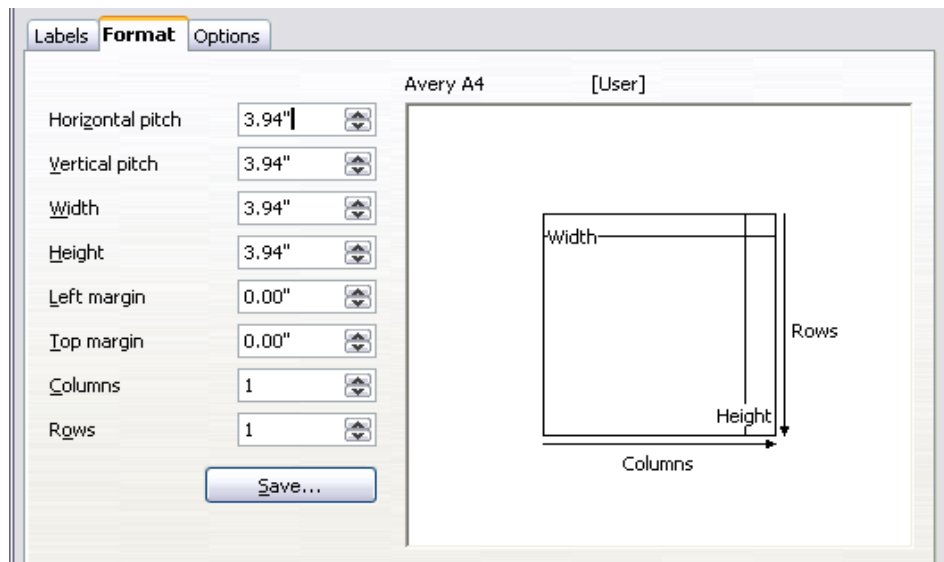 Labels Format Options
Avery A4 [User]
Horizontal pitch 3.94"
Vertical pitch 3.94"
Width 3.94"
Height 3.94"
Left margin 0.00"
Top margin 0.00"
Columns 1
Rows 1
Save...
Width
Rows
Height
Columns